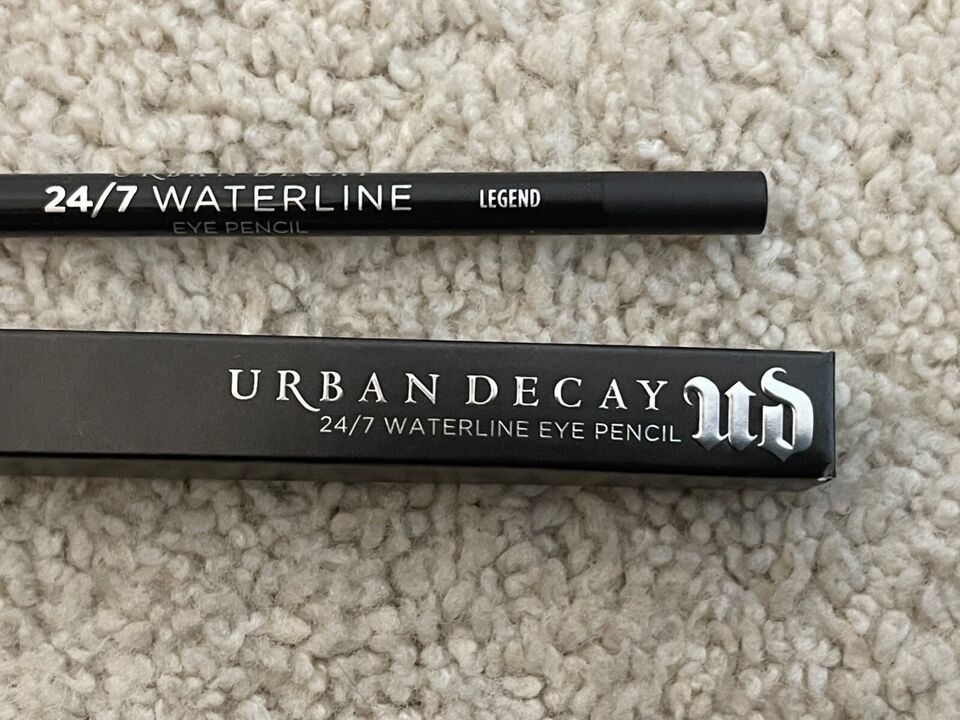 URBAN DECAY
24/7 WATERLINE LEGEND
EYE PENCIL
URBAN DECAY ud
24/7 WATERLINE EYE PENCIL